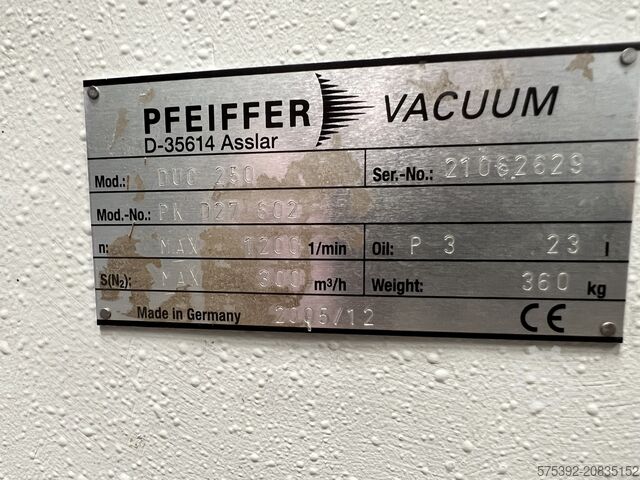 PFEIFFER VACUUM
D-35614 Asslar
Mod.: DUO 250 Ser.-No.: 21062629
Mod.-No.: PK D27 602
n: MAX 1200 1/min Oil: P 3 23 l
S(N₂): MAX 300 m³/h Weight: 360 kg
Made in Germany 2006/12 CE
575392-20835152